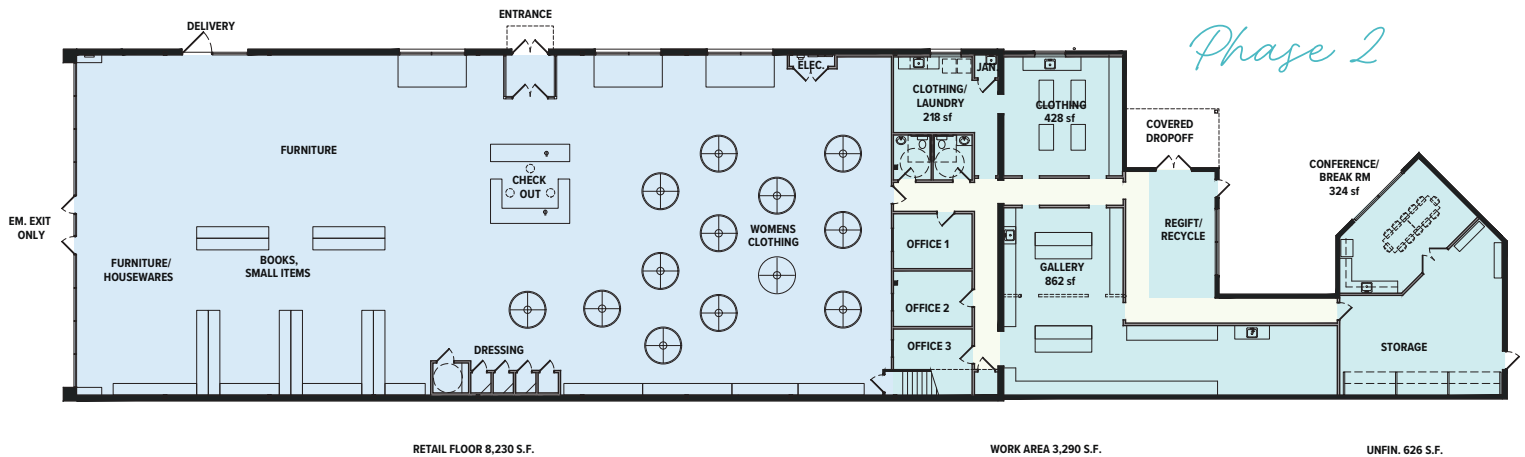 Phase 2
DELIVERY
ENTRANCE
ELEC.
JAN.
CLOTHING/
LAUNDRY
218 sf
CLOTHING
428 sf
COVERED
DROPOFF
FURNITURE
CHECK
OUT
CONFERENCE/
BREAK RM
324 sf
EM. EXIT
ONLY
WOMENS
CLOTHING
REGIFT/
RECYCLE
OFFICE 1
FURNITURE/
HOUSEWARES
BOOKS,
SMALL ITEMS
GALLERY
862 sf
OFFICE 2
OFFICE 3
DRESSING
STORAGE
RETAIL FLOOR 8,230 S.F.
WORK AREA 3,290 S.F.
UNFIN. 626 S.F.